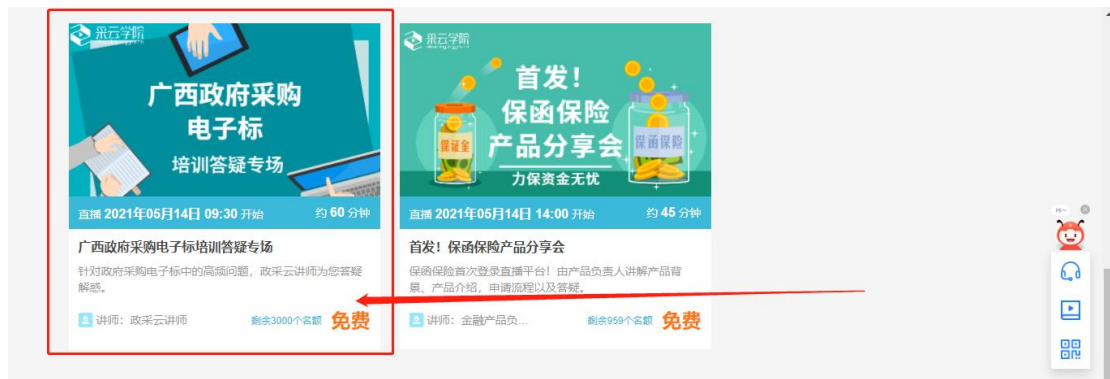 采云学院
广西政府采购
电子标
培训答疑专场
直播 2021年05月14日 09:30 开始 约 60 分钟
广西政府采购电子标培训答疑专场
针对政府采购电子标中的高频问题，政采云讲师为您答疑
解惑。
讲师：政采云讲师 剩余3000个名额 免费
采云学院
首发！
保函保险
产品分享会
保证金
保函保险
力保资金无忧
直播 2021年05月14日 14:00 开始 约 45 分钟
首发！保函保险产品分享会
保函保险首次登录直播平台！由产品负责人讲解产品背
景、产品介绍，申请流程以及答疑。
讲师：金融产品负... 剩余959个名额 免费
Hi~